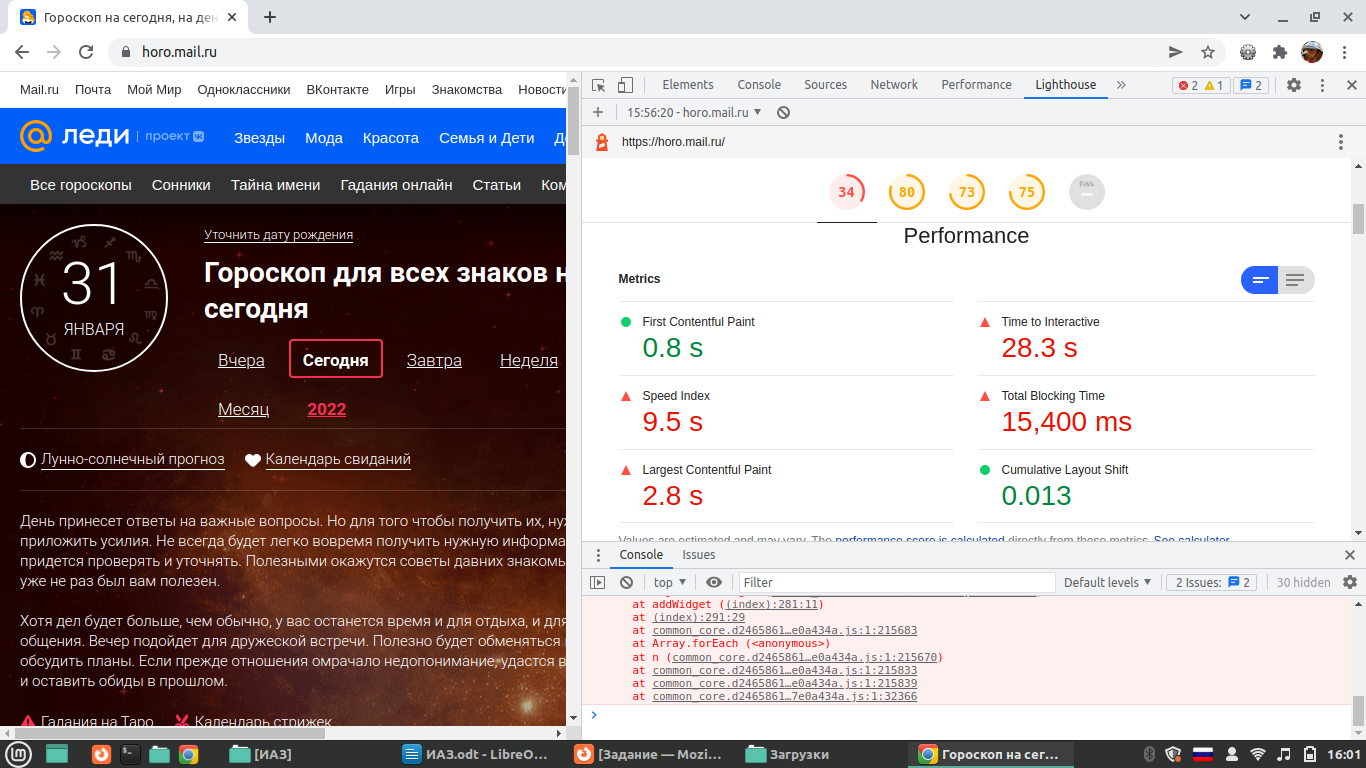 Гороскоп на сегодня, на ден
horo.mail.ru
Mail.ru Почта Мой Мир Одноклассники ВКонтакте Игры Знакомства Новости
леди проект
Звезды Мода Красота Семья и Дети
Все гороскопы Сонники Тайна имени Гадания онлайн Статьи Ком
31
ЯНВАРЯ
Уточнить дату рождения
Гороскоп для всех знаков н
сегодня
Вчера Сегодня Завтра Неделя
Месяц 2022
Лунно-солнечный прогноз Календарь свиданий
День принесет ответы на важные вопросы. Но для того чтобы получить их, нуж
приложить усилия. Не всегда будет легко вовремя получить нужную информа
придется проверять и уточнять. Полезными окажутся советы давних знакомы
уже не раз был вам полезен.
Хотя дел будет больше, чем обычно, у вас останется время и для отдыха, и для
общения. Вечер подойдет для дружеской встречи. Полезно будет обменяться
обсудить планы. Если прежде отношения омрачало недопонимание, удастся в
и оставить обиды в прошлом.
Гадания на Таро Календарь стрижек
Elements Console Sources Network Performance Lighthouse » 2 1 2
15:56:20 - horo.mail.ru
https://horo.mail.ru/
34 80 73 75 PWA
Performance
Metrics
First Contentful Paint
0.8 s
Time to Interactive
28.3 s
Speed Index
9.5 s
Total Blocking Time
15,400 ms
Largest Contentful Paint
2.8 s
Cumulative Layout Shift
0.013
Values are estimated and may vary. The performance score is calculated directly from these metrics. See calculator.
Console Issues
top Filter Default levels 2 Issues: 2 30 hidden
at addWidget ((index):281:11)
at (index):291:29
at common_core.d2465861…e0a434a.js:1:215683
at Array.forEach (<anonymous>)
at n (common_core.d2465861…e0a434a.js:1:215670)
at common_core.d2465861…e0a434a.js:1:215833
at common_core.d2465861…e0a434a.js:1:215839
at common_core.d2465861…7e0a434a.js:1:32366
[ИАЗ] ИАЗ.odt - LibreO… [Задание — Mozi… Загрузки Гороскоп на сег… 16:01